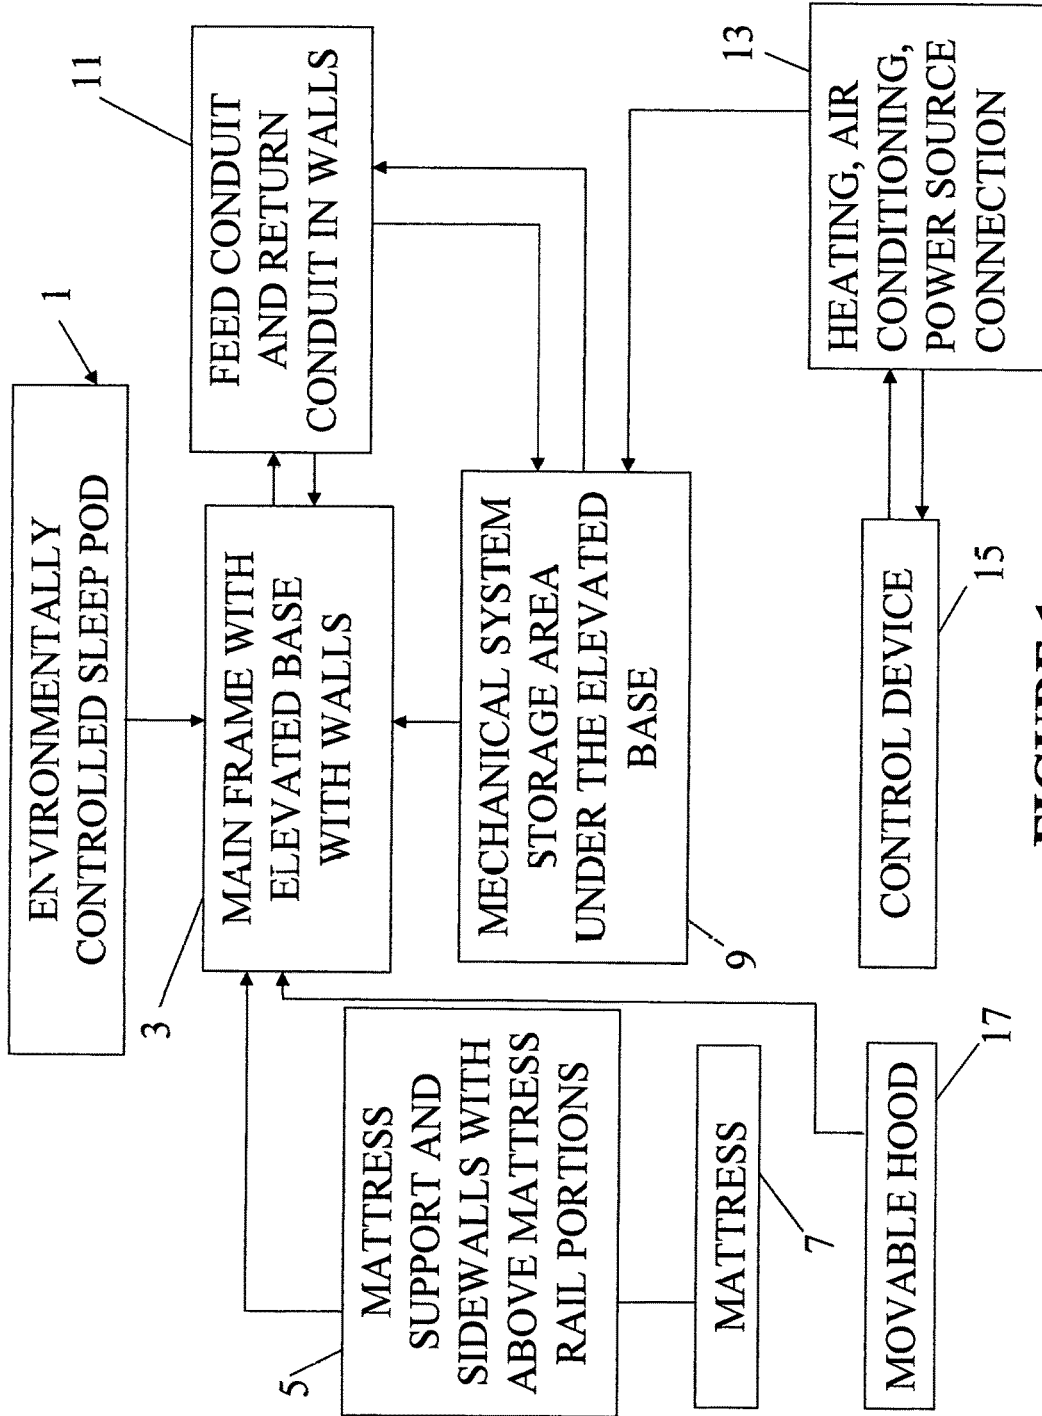 ENVIRONMENTALLY
CONTROLLED SLEEP POD
1
3
MAIN FRAME WITH
ELEVATED BASE
WITH WALLS
11
FEED CONDUIT
AND RETURN
CONDUIT IN WALLS
5
MATTRESS
SUPPORT AND
SIDEWALLS WITH
ABOVE MATTRESS
RAIL PORTIONS
MECHANICAL SYSTEM
STORAGE AREA
UNDER THE ELEVATED
BASE
9
MATTRESS
7
13
HEATING, AIR
CONDITIONING,
POWER SOURCE
CONNECTION
MOVABLE HOOD
17
CONTROL DEVICE
15
FIGURE 1